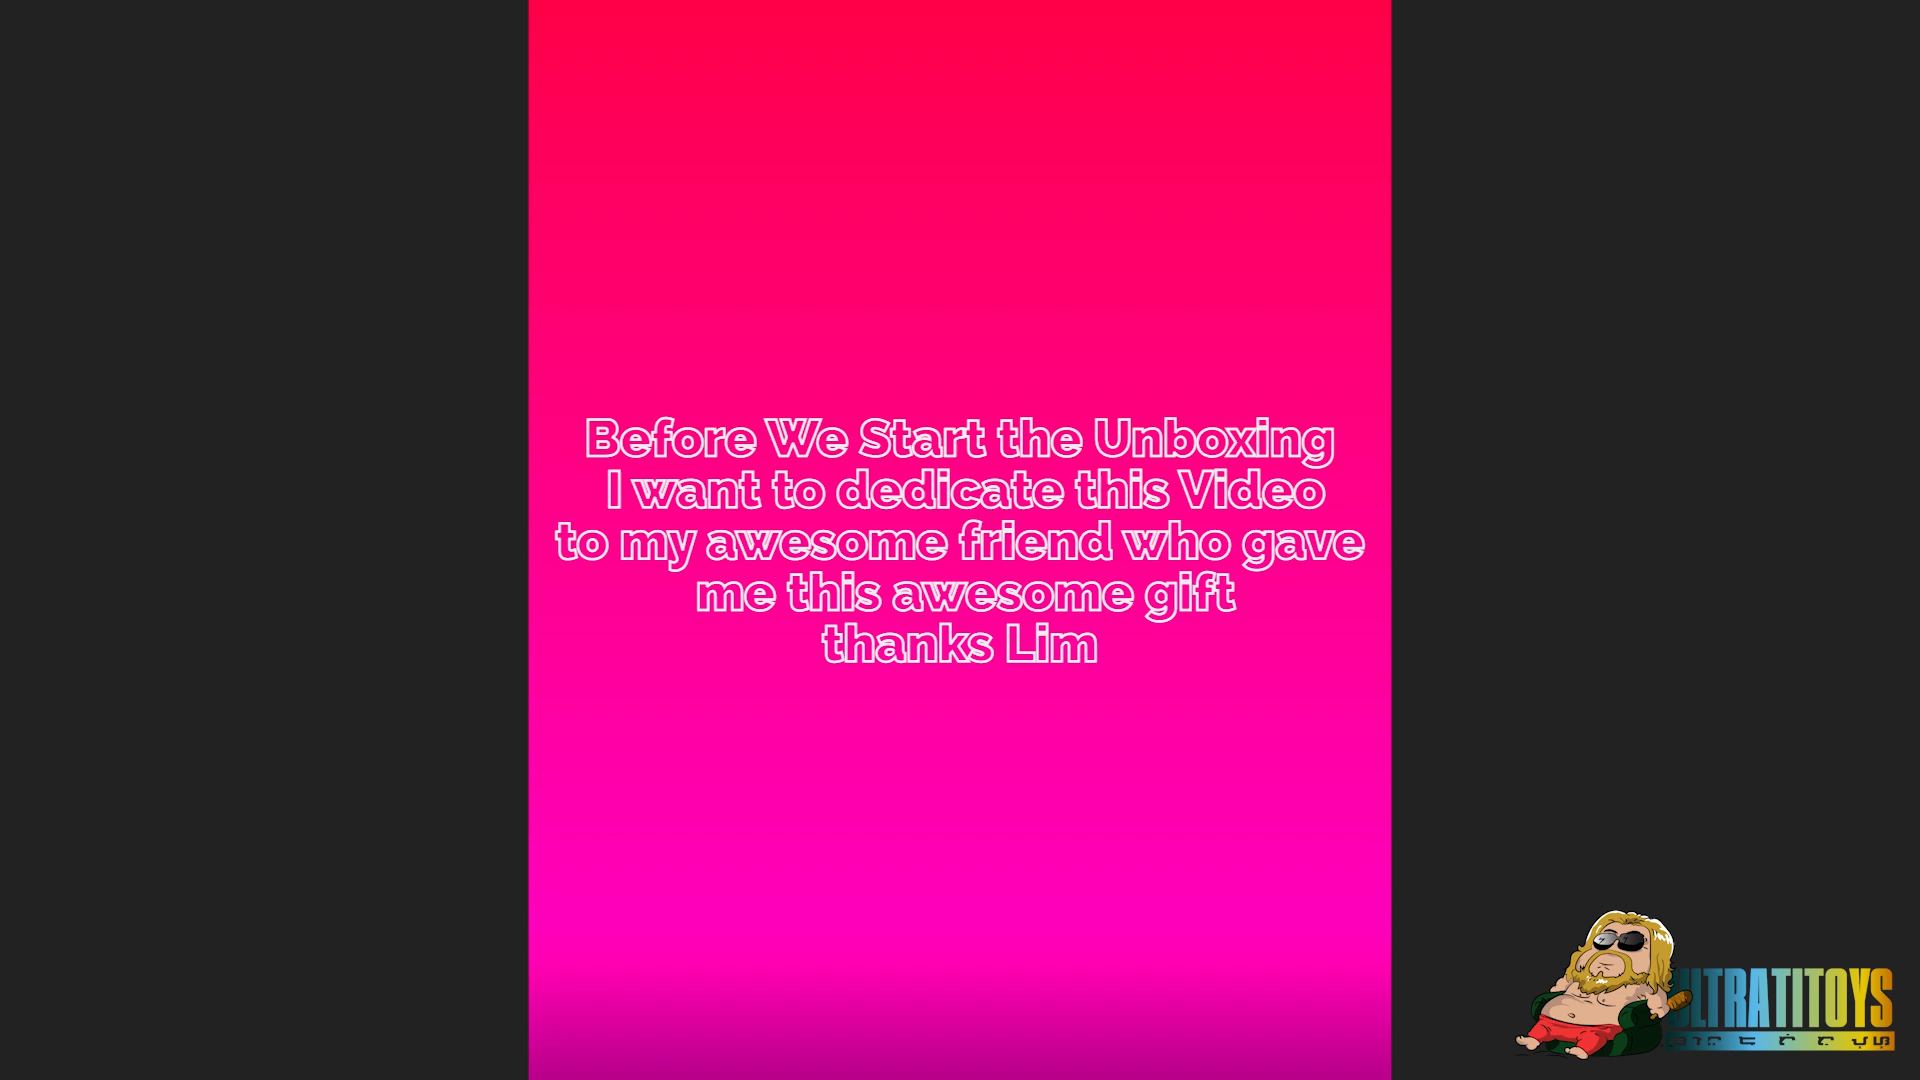 Before We Start the Unboxing
I want to dedicate this Video
to my awesome friend who gave
me this awesome gift
thanks Lim
ULTRATITOYS